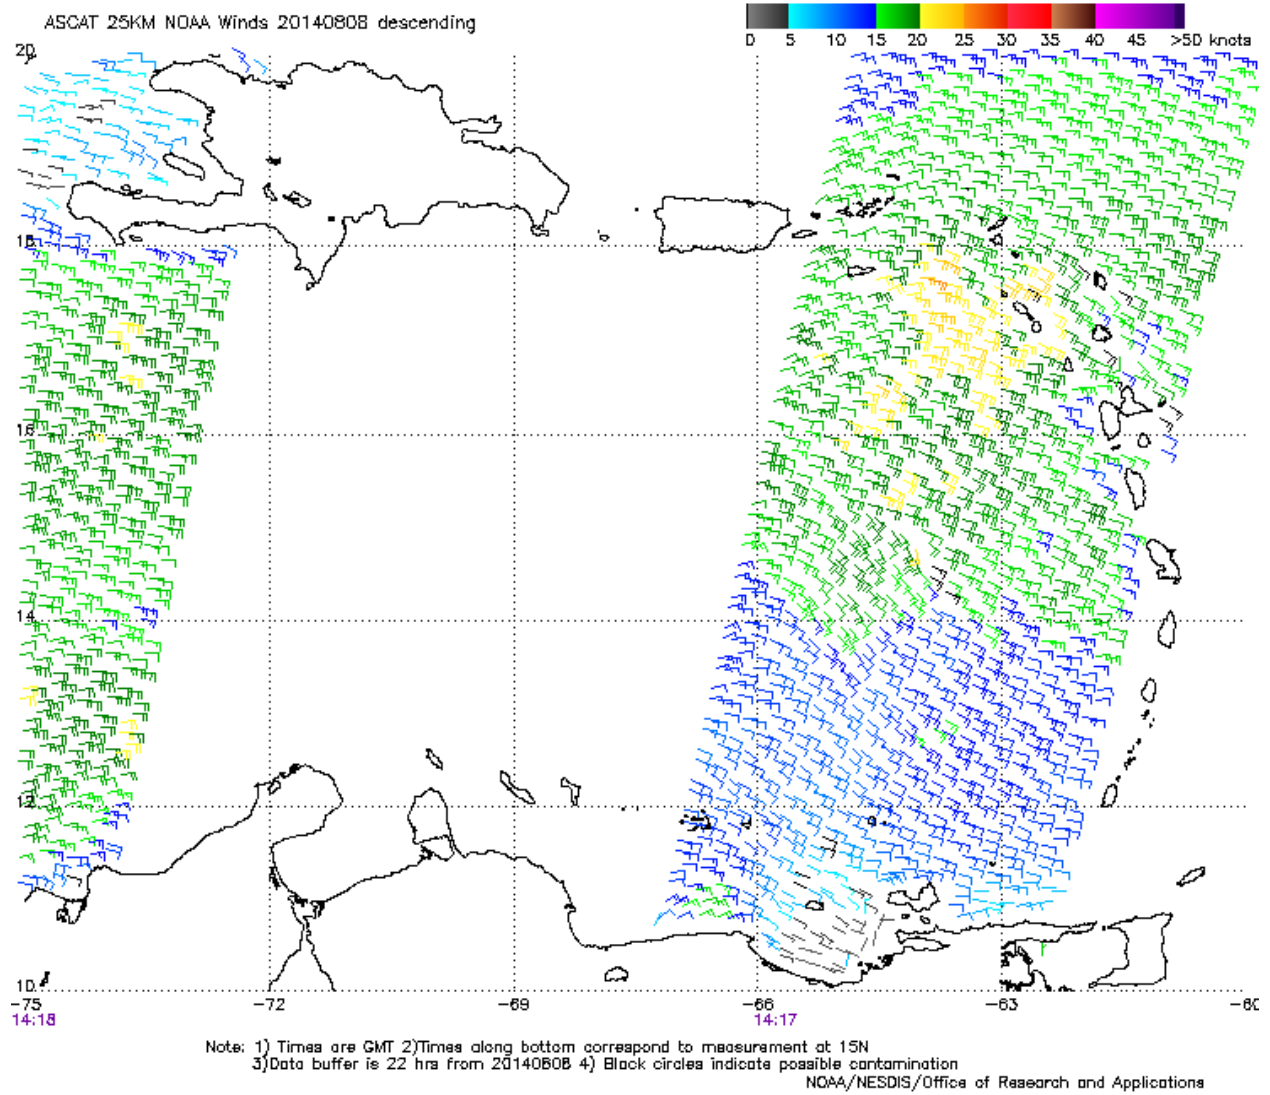 ASCAT 25KM NOAA Winds 20140808 descending
0 5 10 15 20 25 30 35 40 45 >50 knots
20
18
16
14
12
10
-75 -72 -69 -66 -63 -60
14:18 14:17
Note: 1) Times are GMT 2)Times along bottom correspond to measurement at 15N
3)Data buffer is 22 hrs from 20140808 4) Black circles indicate possible contamination
NOAA/NESDIS/Office of Research and Applications